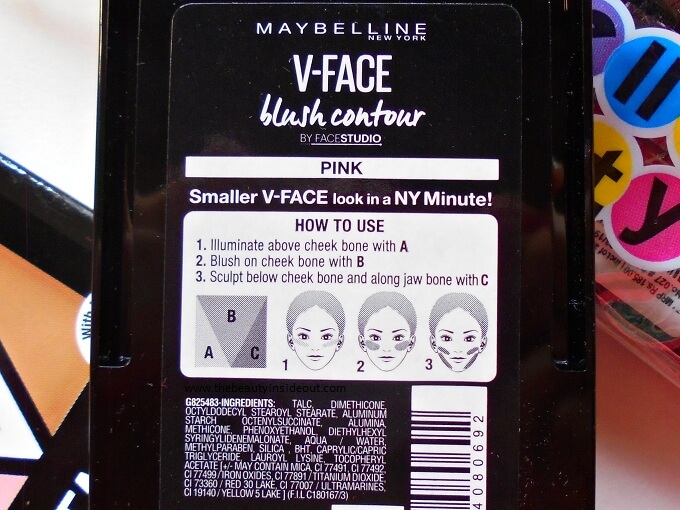 MAYBELLINE
NEW YORK
V-FACE
blush contour
BY FACESTUDIO
PINK
Smaller V-FACE look in a NY Minute!
HOW TO USE
1. Illuminate above cheek bone with A
2. Blush on cheek bone with B
3. Sculpt below cheek bone and along jaw bone with C
B
A C
1 2 3
With
www.thebeautyinsideout.com
G825483-INGREDIENTS: TALC, DIMETHICONE,
OCTYLDODECYL STEAROYL STEARATE, ALUMINUM
STARCH OCTENYLSUCCINATE, ALUMINA,
METHICONE, PHENOXYETHANOL, DIETHYLHEXYL
SYRINGYLIDENEMALONATE, AQUA / WATER,
METHYLPARABEN, SILICA, BHT, CAPRYLIC/CAPRIC
TRIGLYCERIDE, LAUROYL LYSINE, TOCOPHERYL
ACETATE [+/- MAY CONTAIN MICA, CI 77491, CI 77492,
CI 77499 / IRON OXIDES, CI 77891 / TITANIUM DIOXIDE,
CI 73360 / RED 30 LAKE, CI 77007 / ULTRAMARINES,
CI 19140 / YELLOW 5 LAKE ] (F.I.L C180167/3)
4080692
y